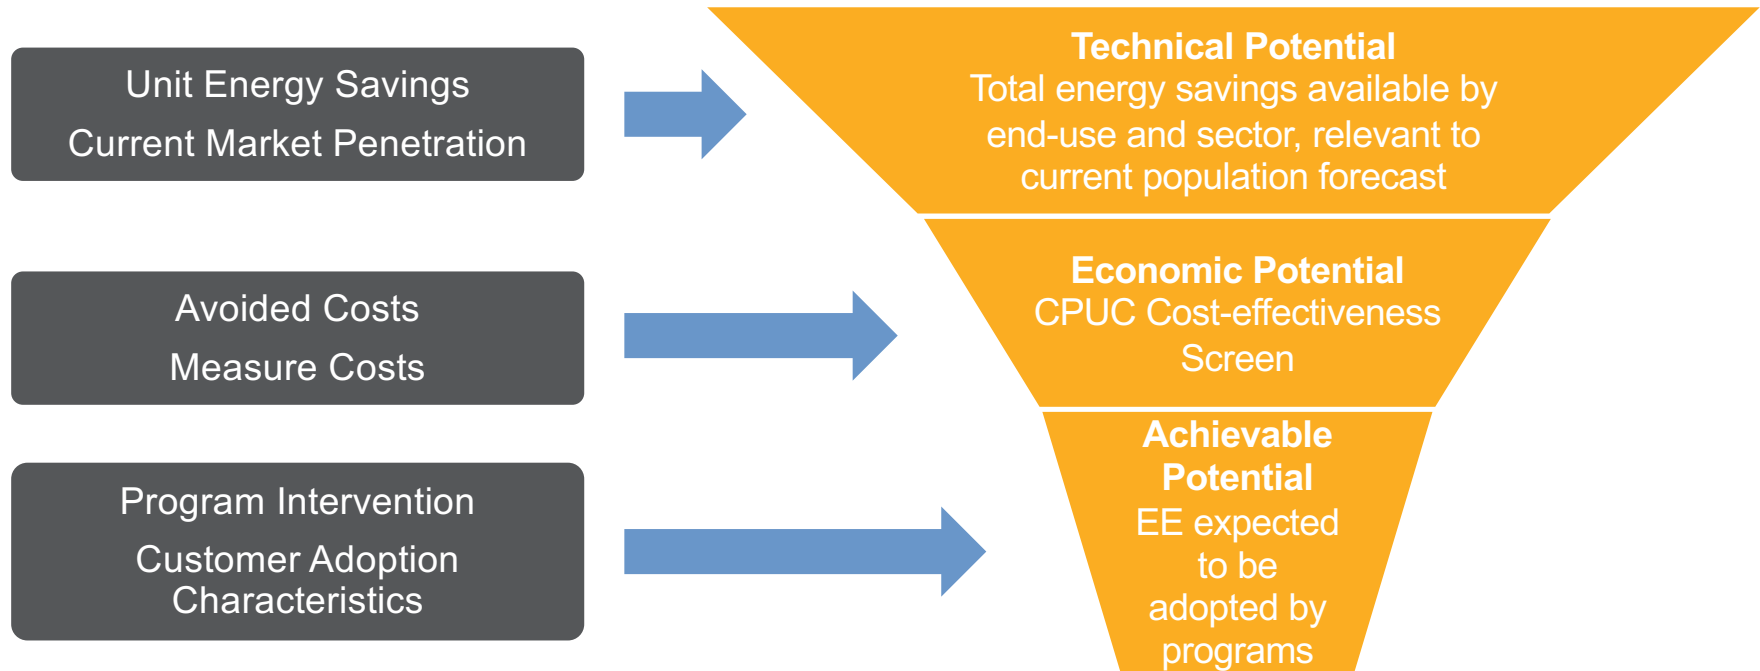 Unit Energy Savings
Current Market Penetration
Technical Potential
Total energy savings available by
end-use and sector, relevant to
current population forecast
Avoided Costs
Measure Costs
Economic Potential
CPUC Cost-effectiveness
Screen
Program Intervention
Customer Adoption
Characteristics
Achievable
Potential
EE expected
to be
adopted by
programs